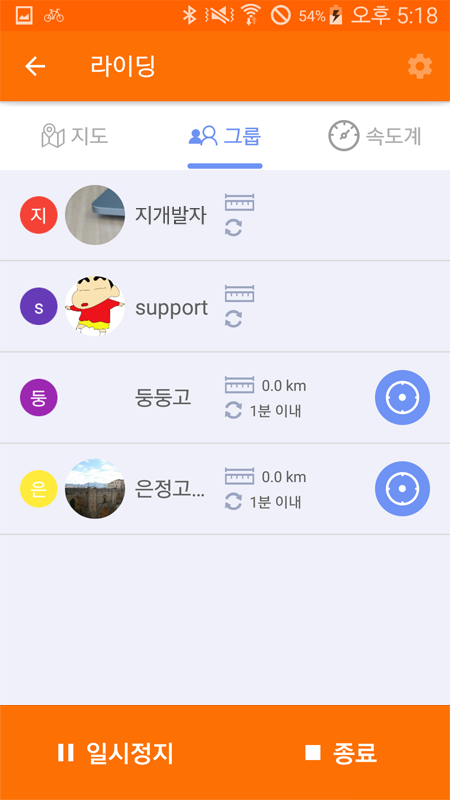 54% 오후 5:18
라이딩
지도 그룹 속도계
지 지개발자
s support
둥 둥둥고 0.0 km
1분 이내
은 은정고... 0.0 km
1분 이내
일시정지 종료